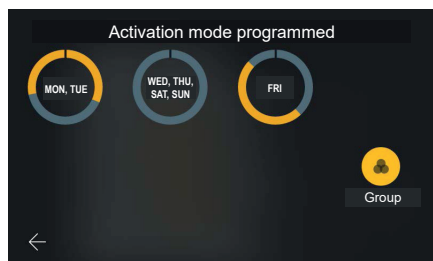 Activation mode programmed
MON, TUE
WED, THU,
SAT, SUN
FRI
Group